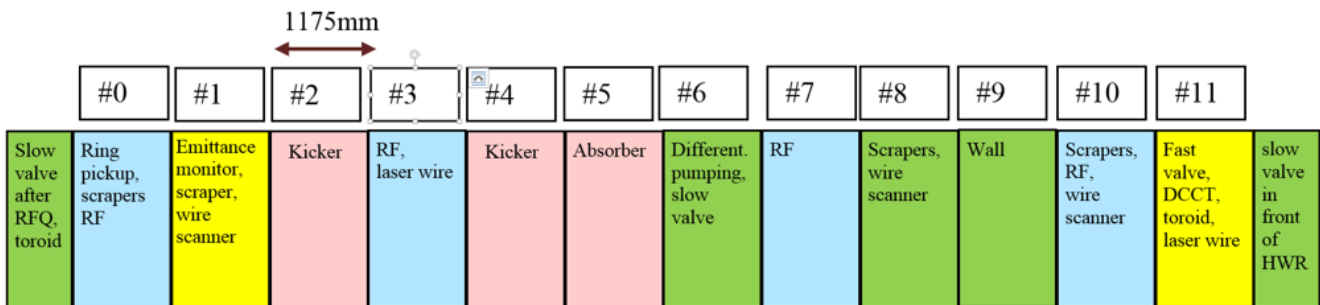 1175mm
#0
#1
#2
#3
#4
#5
#6
#7
#8
#9
#10
#11
Slow
valve
after
RFQ,
toroid
Ring
pickup,
scrapers
RF
Emittance
monitor,
scraper,
wire
scanner
Kicker
RF,
laser wire
Kicker
Absorber
Different.
pumping,
slow
valve
RF
Scrapers,
wire
scanner
Wall
Scrapers,
RF,
wire
scanner
Fast
valve,
DCCT,
toroid,
laser wire
slow
valve
in
front
of
HWR